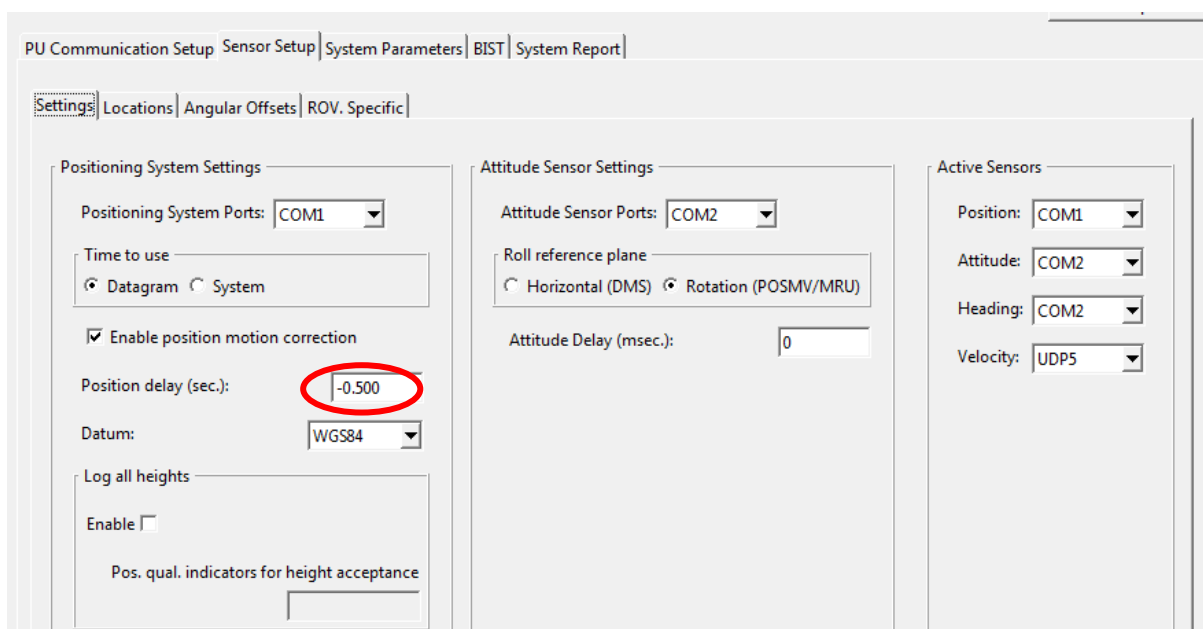 PU Communication Setup Sensor Setup System Parameters BIST System Report
Settings Locations Angular Offsets ROV. Specific
Positioning System Settings
Positioning System Ports: COM1
Time to use
Datagram System
Enable position motion correction
Position delay (sec.): -0.500
Datum: WGS84
Log all heights
Enable
Pos. qual. indicators for height acceptance
Attitude Sensor Settings
Attitude Sensor Ports: COM2
Roll reference plane
Horizontal (DMS) Rotation (POSMV/MRU)
Attitude Delay (msec.): 0
Active Sensors
Position: COM1
Attitude: COM2
Heading: COM2
Velocity: UDP5